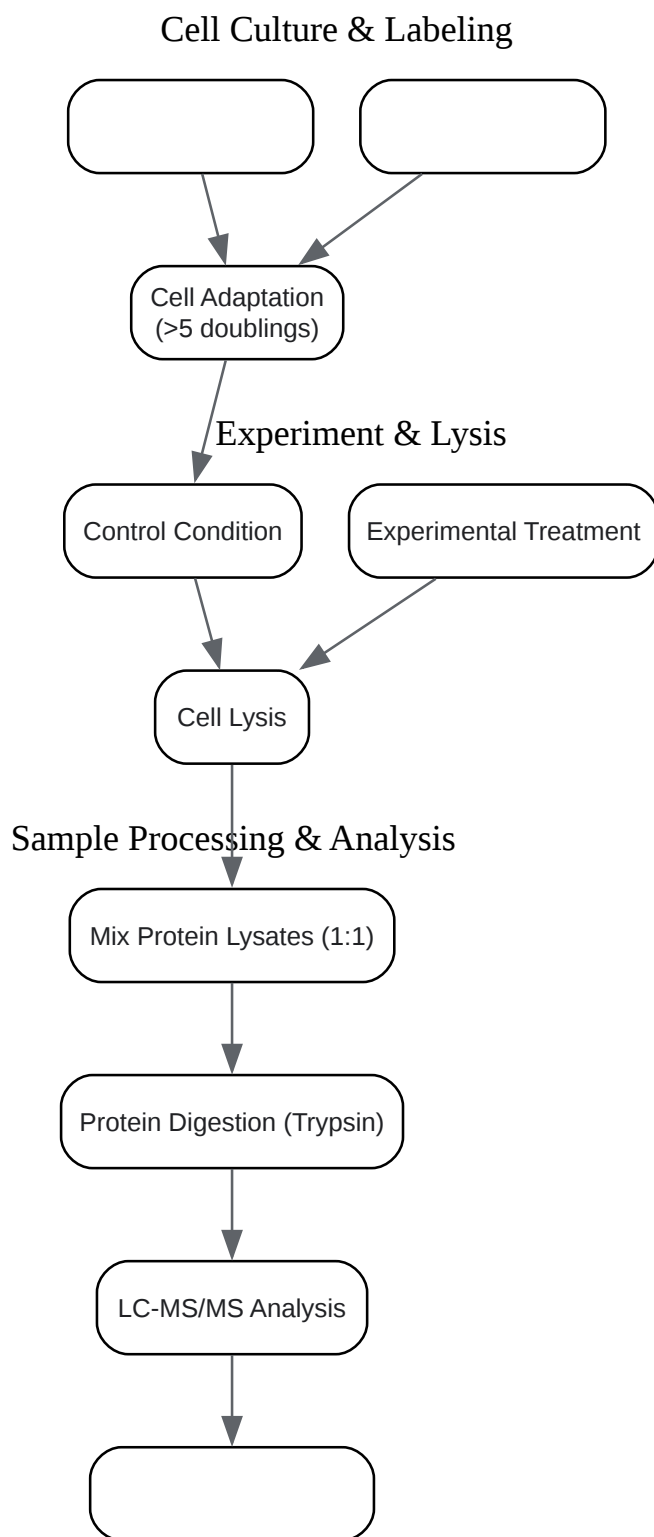 Cell Culture & Labeling
Cell Adaptation
(>5 doublings)
Experiment & Lysis
Control Condition
Experimental Treatment
Cell Lysis
Sample Processing & Analysis
Mix Protein Lysates (1:1)
Protein Digestion (Trypsin)
LC-MS/MS Analysis